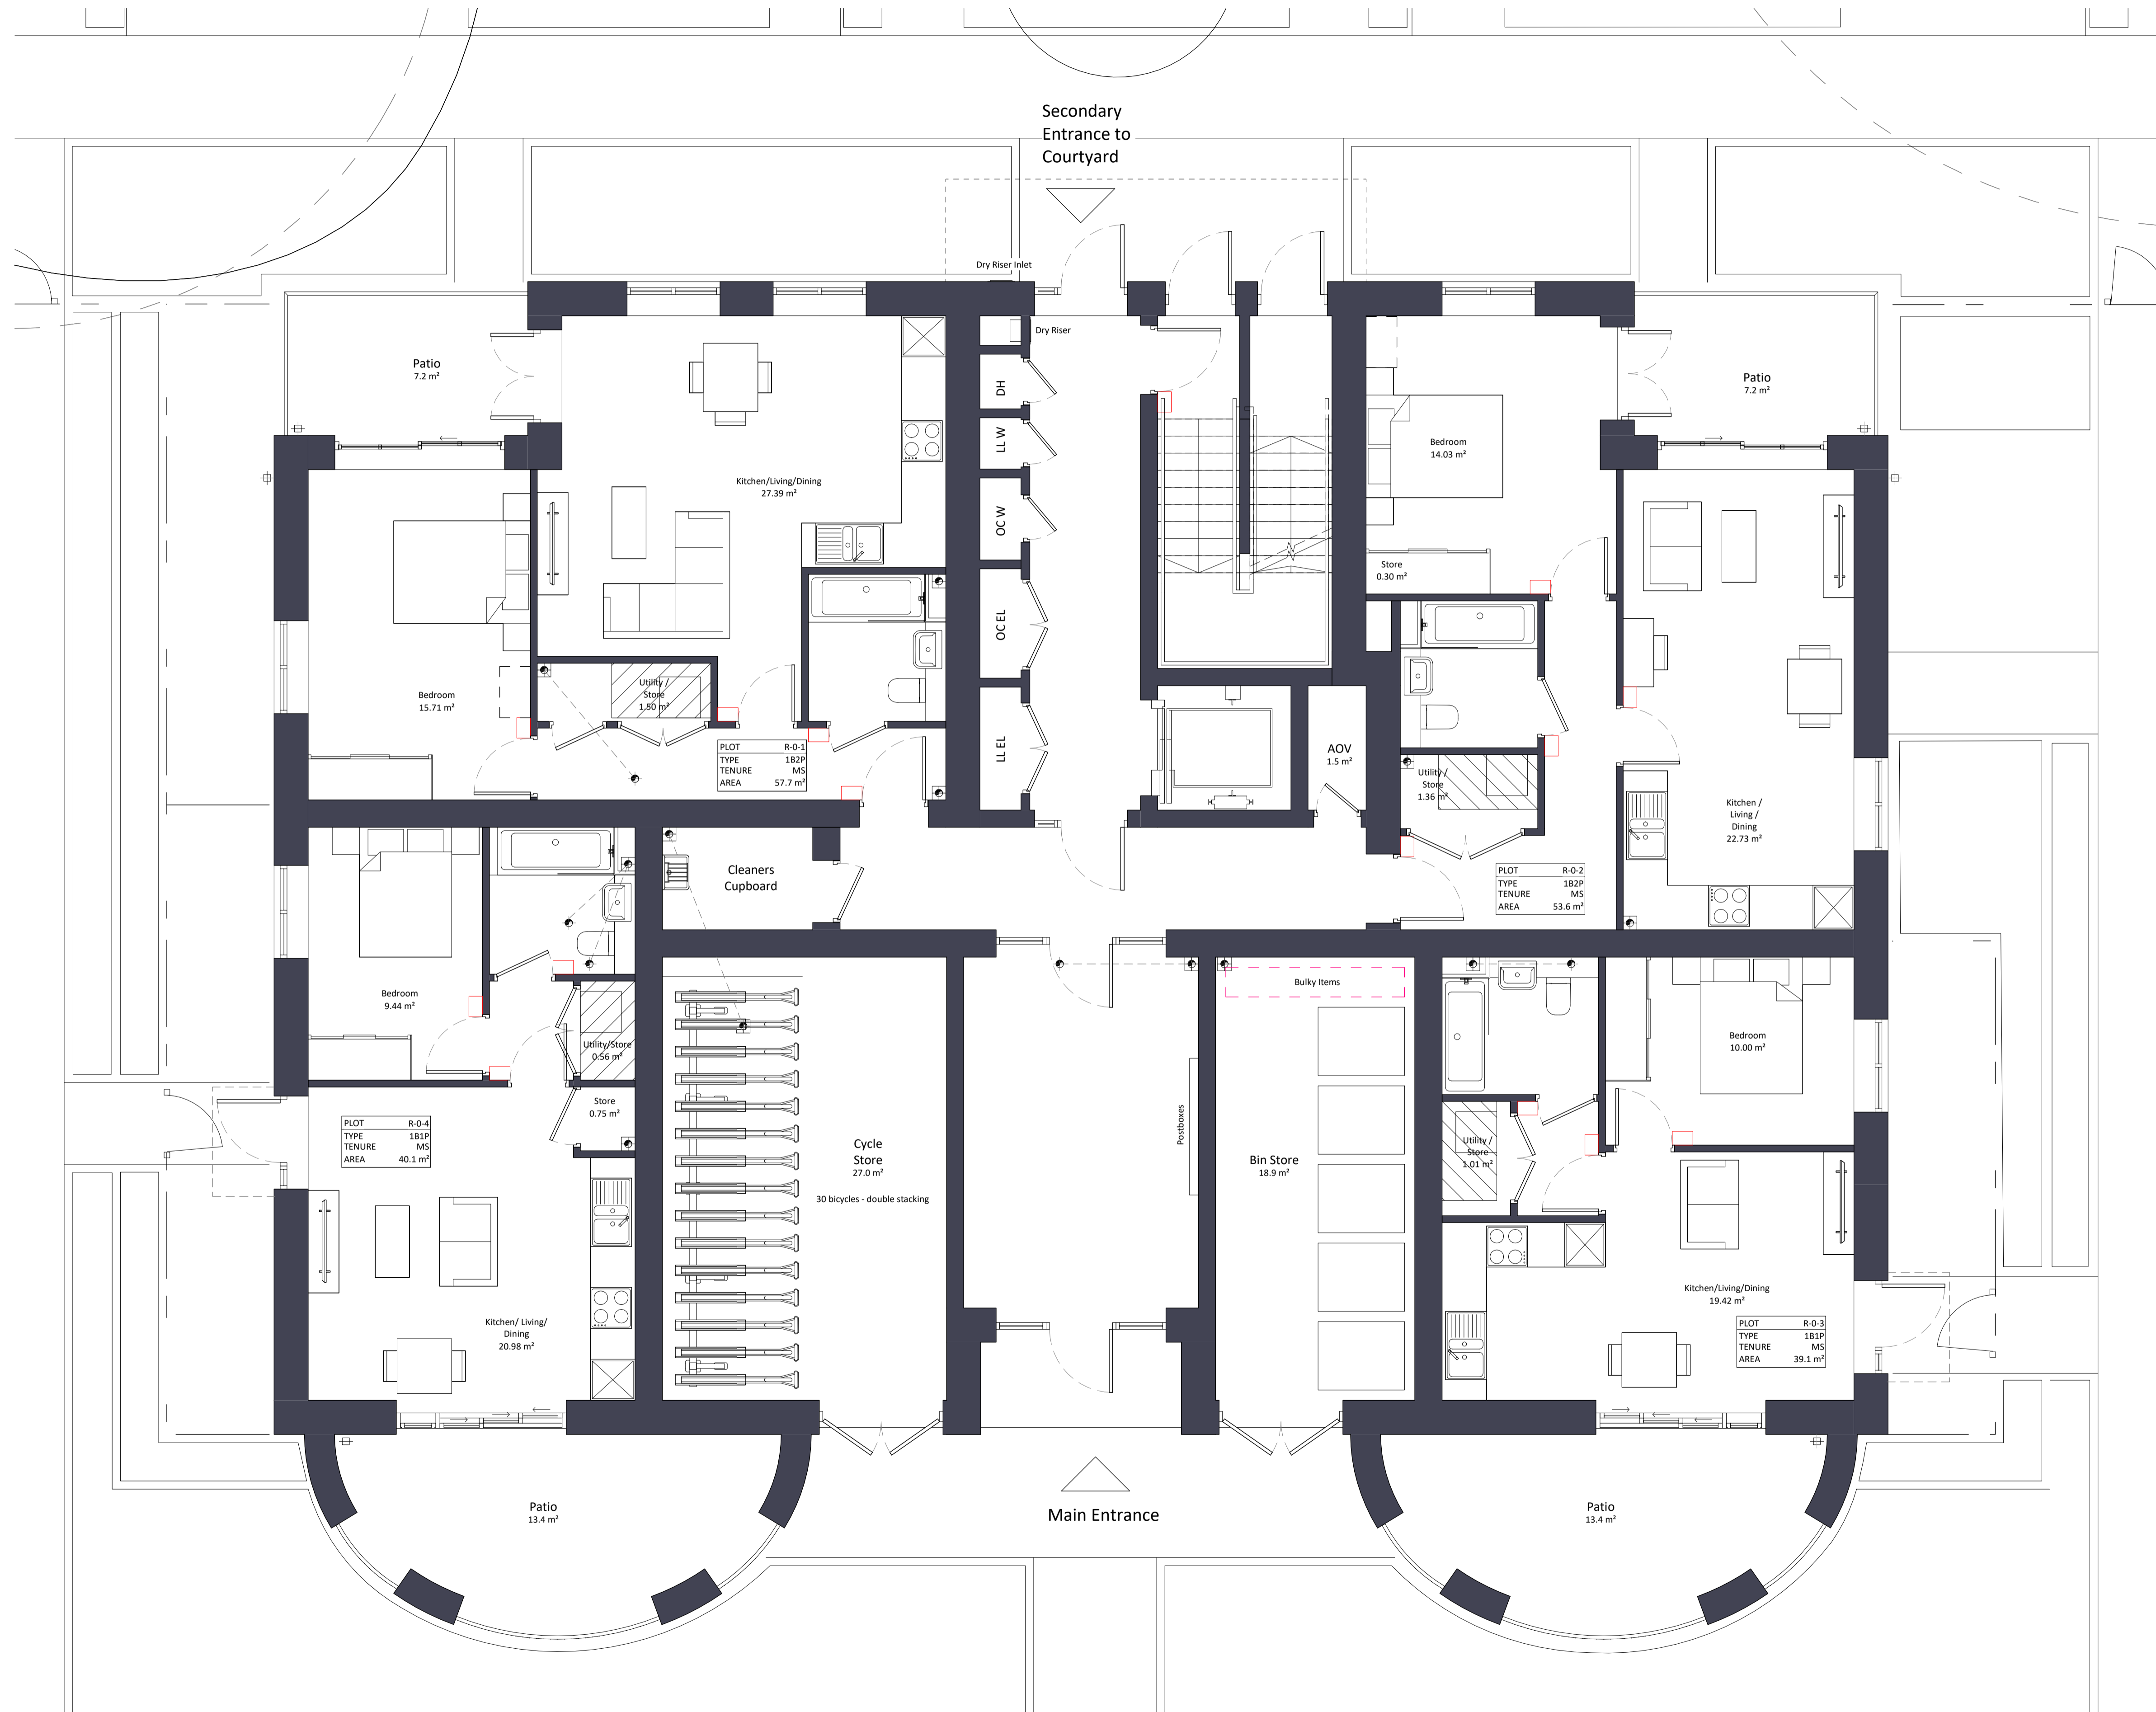 Secondary
Entrance to
Courtyard
Dry Riser Inlet
Dry Riser
Patio
7.2 m²
Patio
7.2 m²
DH
LL W
OC W
OC EL
LL EL
Kitchen/Living/Dining
27.39 m²
Bedroom
14.03 m²
Store
0.30 m²
Bedroom
15.71 m²
Utility /
Store
1.50 m²
PLOT R-0-1
TYPE 1B2P
TENURE MS
AREA 57.7 m²
AOV
1.5 m²
Utility /
Store
1.36 m²
Kitchen /
Living /
Dining
22.73 m²
PLOT R-0-2
TYPE 1B2P
TENURE MS
AREA 53.6 m²
Cleaners
Cupboard
Bedroom
9.44 m²
Utility/Store
0.56 m²
Store
0.75 m²
PLOT R-0-4
TYPE 1B1P
TENURE MS
AREA 40.1 m²
Kitchen/ Living/
Dining
20.98 m²
Cycle
Store
27.0 m²
30 bicycles - double stacking
Postboxes
Bulky Items
Bin Store
18.9 m²
Bedroom
10.00 m²
Utility /
Store
1.01 m²
Kitchen/Living/Dining
19.42 m²
PLOT R-0-3
TYPE 1B1P
TENURE MS
AREA 39.1 m²
Patio
13.4 m²
Main Entrance
Patio
13.4 m²